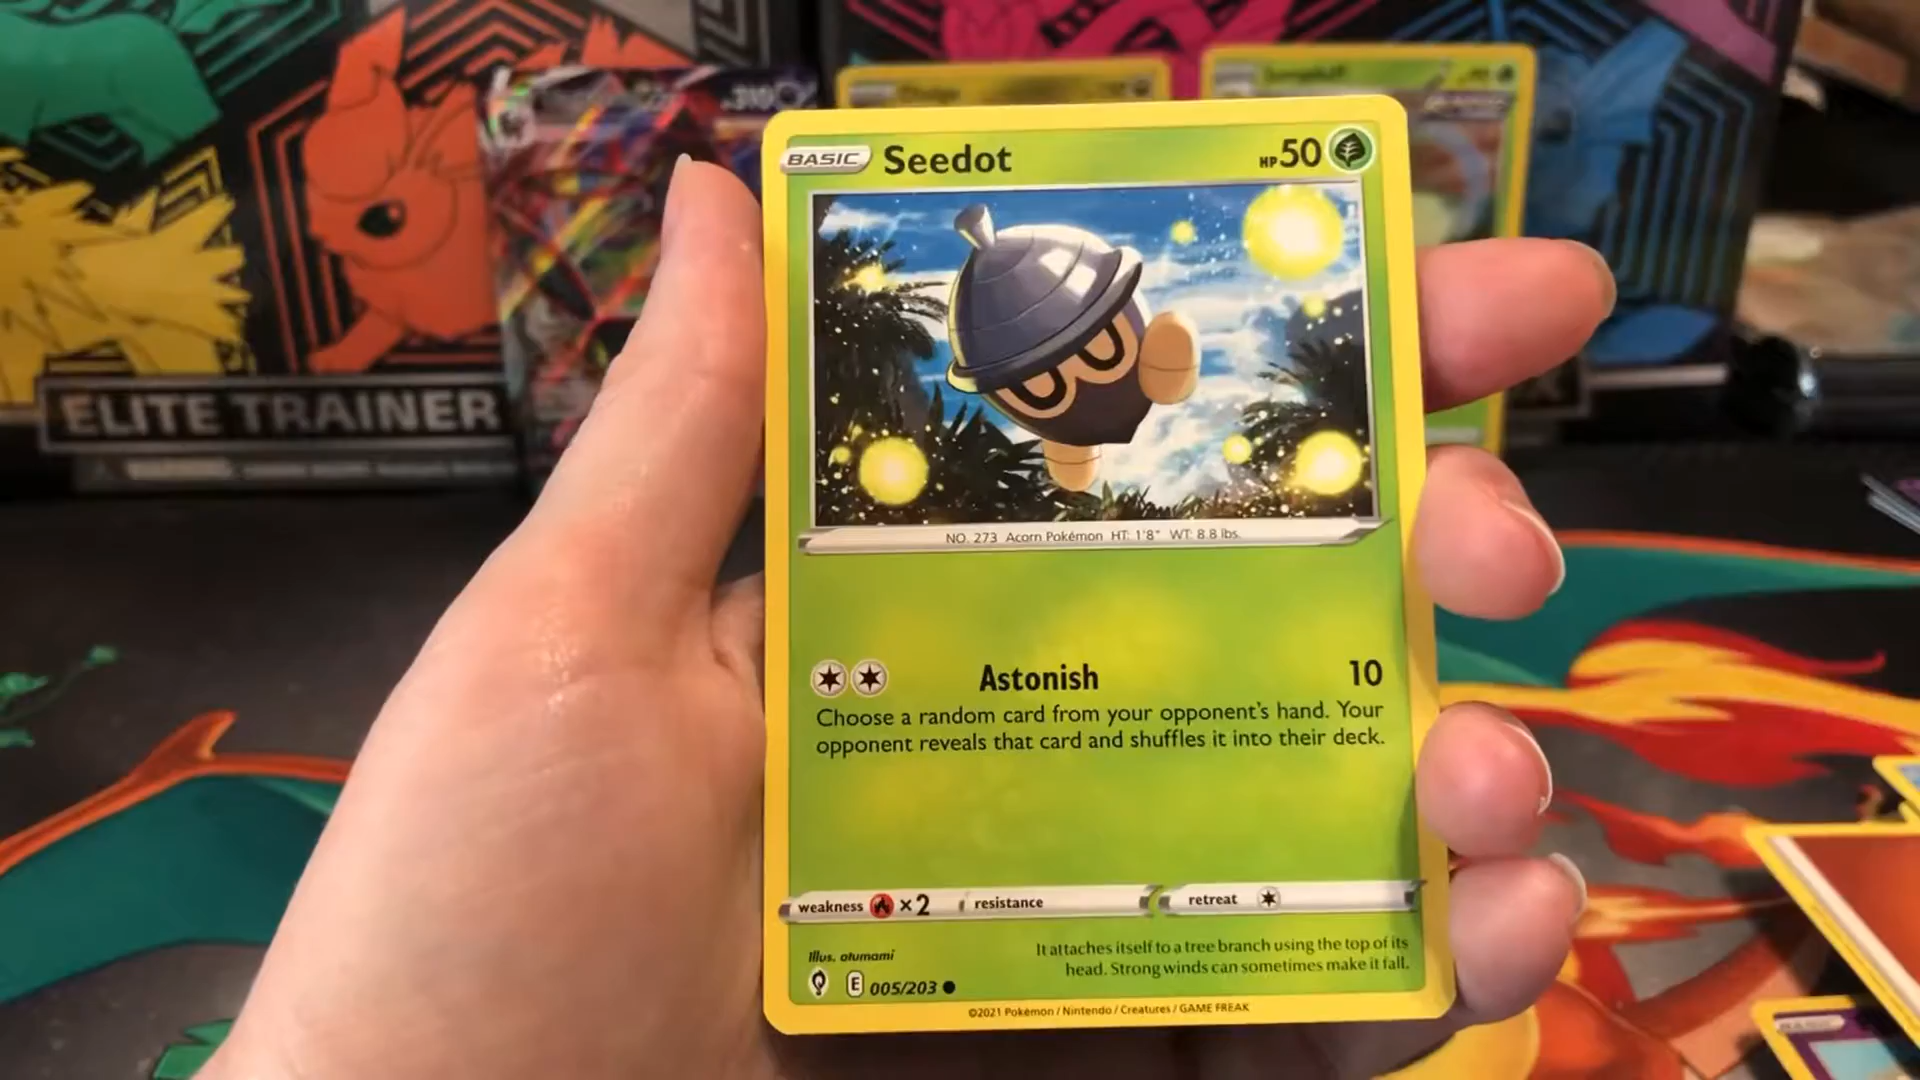 310
ELITE TRAINER
BASIC Seedot HP 50
NO. 273 Acorn Pokémon HT: 1'8" WT: 8.8 lbs.
Astonish 10
Choose a random card from your opponent's hand. Your
opponent reveals that card and shuffles it into their deck.
weakness ×2 resistance retreat
Illus. otumami
It attaches itself to a tree branch using the top of its
head. Strong winds can sometimes make it fall.
E 005/203
©2021 Pokémon / Nintendo / Creatures / GAME FREAK
BASIC